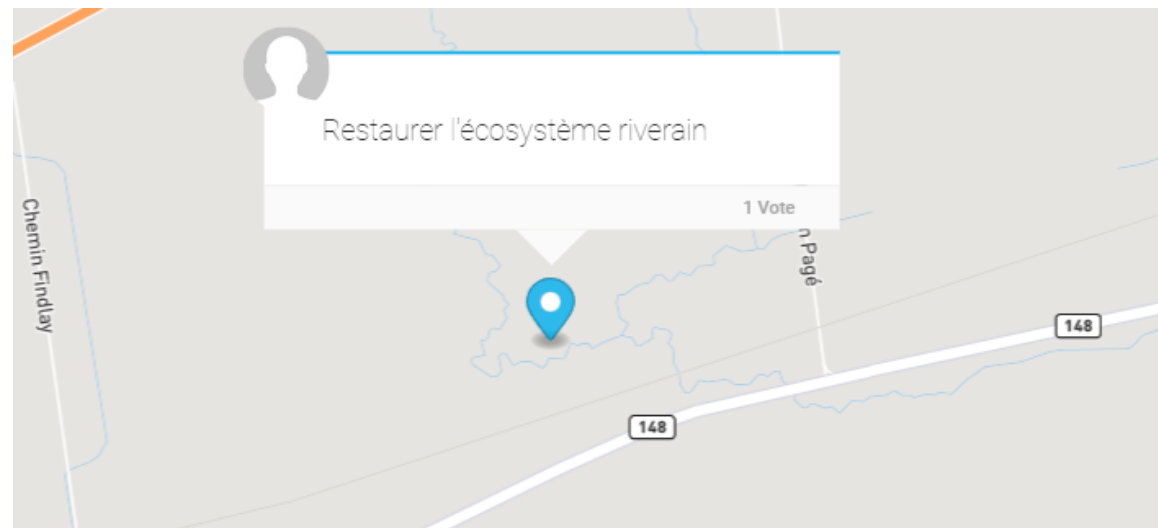 Restaurer l'écosystème riverain
1 Vote
Chemin Findlay
Pagé
148
148